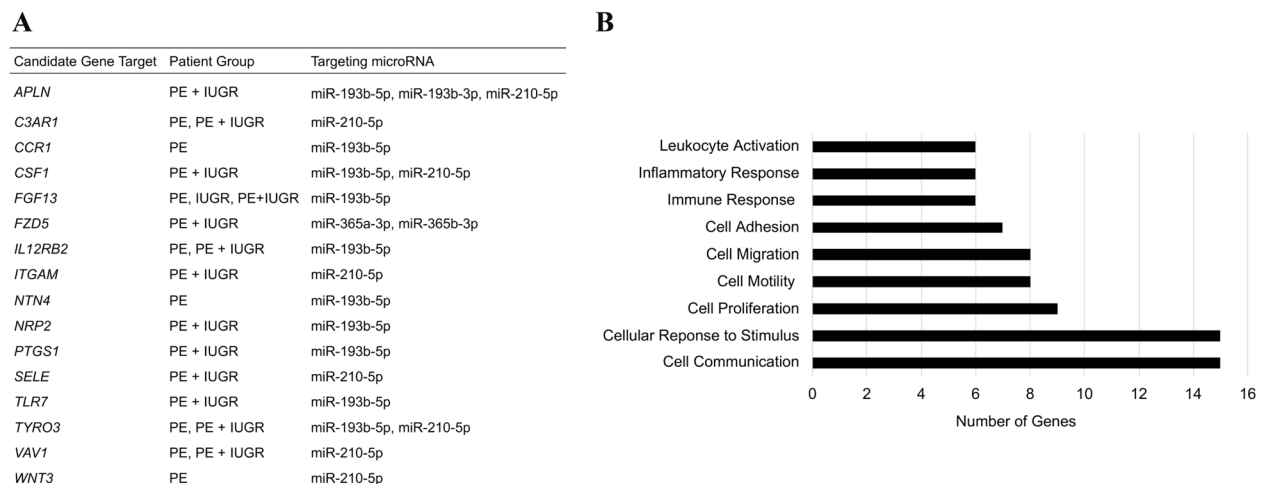 A
Candidate Gene Target Patient Group Targeting microRNA
APLN PE + IUGR miR-193b-5p, miR-193b-3p, miR-210-5p
C3AR1 PE, PE + IUGR miR-210-5p
CCR1 PE miR-193b-5p
CSF1 PE + IUGR miR-193b-5p, miR-210-5p
FGF13 PE, IUGR, PE+IUGR miR-193b-5p
FZD5 PE + IUGR miR-365a-3p, miR-365b-3p
IL12RB2 PE, PE + IUGR miR-193b-5p
ITGAM PE + IUGR miR-210-5p
NTN4 PE miR-193b-5p
NRP2 PE + IUGR miR-193b-5p
PTGS1 PE + IUGR miR-193b-5p
SELE PE + IUGR miR-210-5p
TLR7 PE + IUGR miR-193b-5p
TYRO3 PE, PE + IUGR miR-193b-5p, miR-210-5p
VAV1 PE, PE + IUGR miR-210-5p
WNT3 PE miR-210-5p
B
Leukocyte Activation
Inflammatory Response
Immune Response
Cell Adhesion
Cell Migration
Cell Motility
Cell Proliferation
Cellular Reponse to Stimulus
Cell Communication
0 2 4 6 8 10 12 14 16
Number of Genes